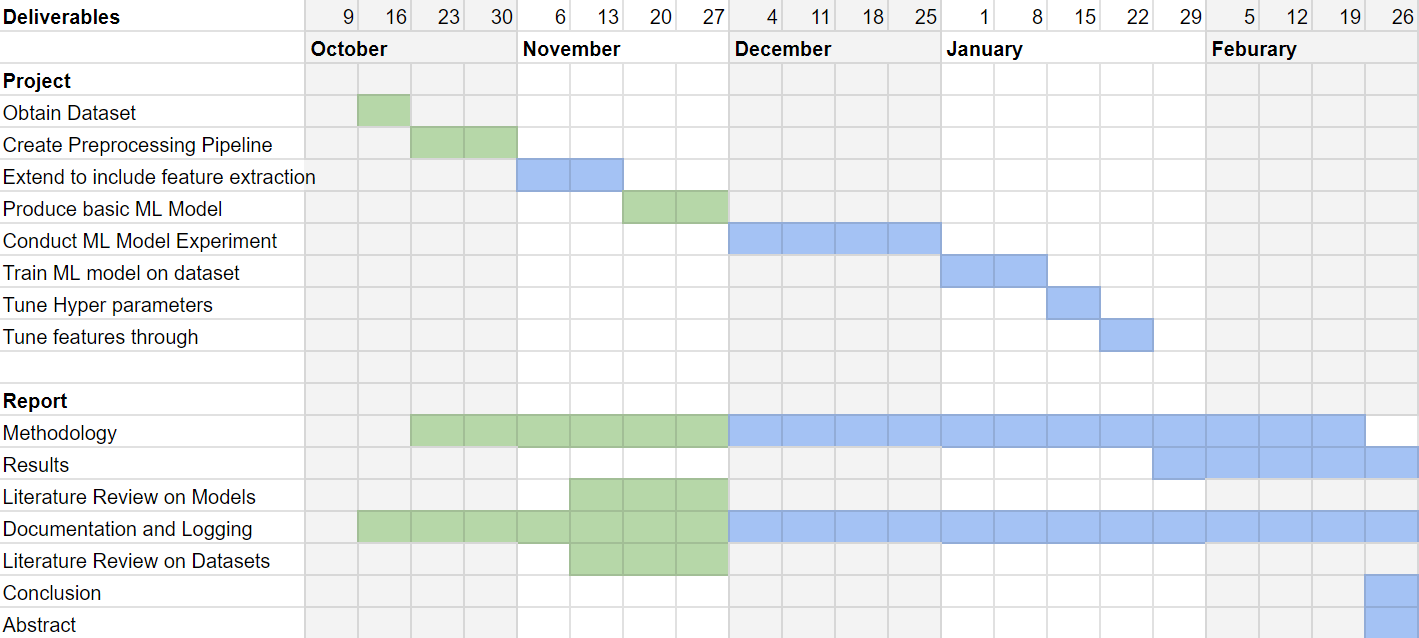 Deliverables 9 16 23 30 6 13 20 27 4 11 18 25 1 8 15 22 29 5 12 19 26
October November December January Feburary
Project
Obtain Dataset
Create Preprocessing Pipeline
Extend to include feature extraction
Produce basic ML Model
Conduct ML Model Experiment
Train ML model on dataset
Tune Hyper parameters
Tune features through
Report
Methodology
Results
Literature Review on Models
Documentation and Logging
Literature Review on Datasets
Conclusion
Abstract